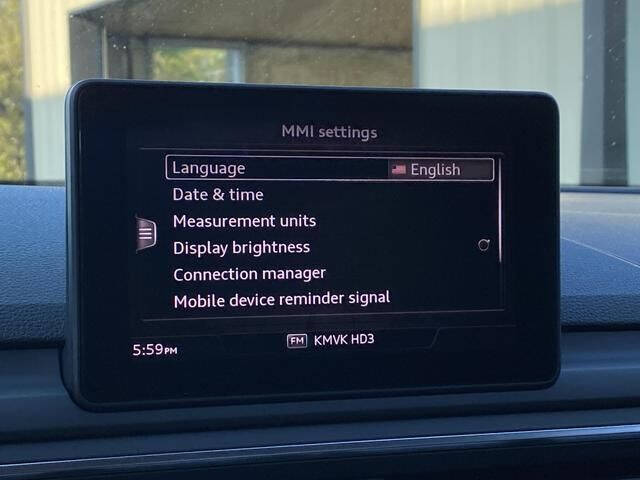 MMI settings
Language English
Date & time
Measurement units
Display brightness
Connection manager
Mobile device reminder signal
5:59PM FM KMVK HD3